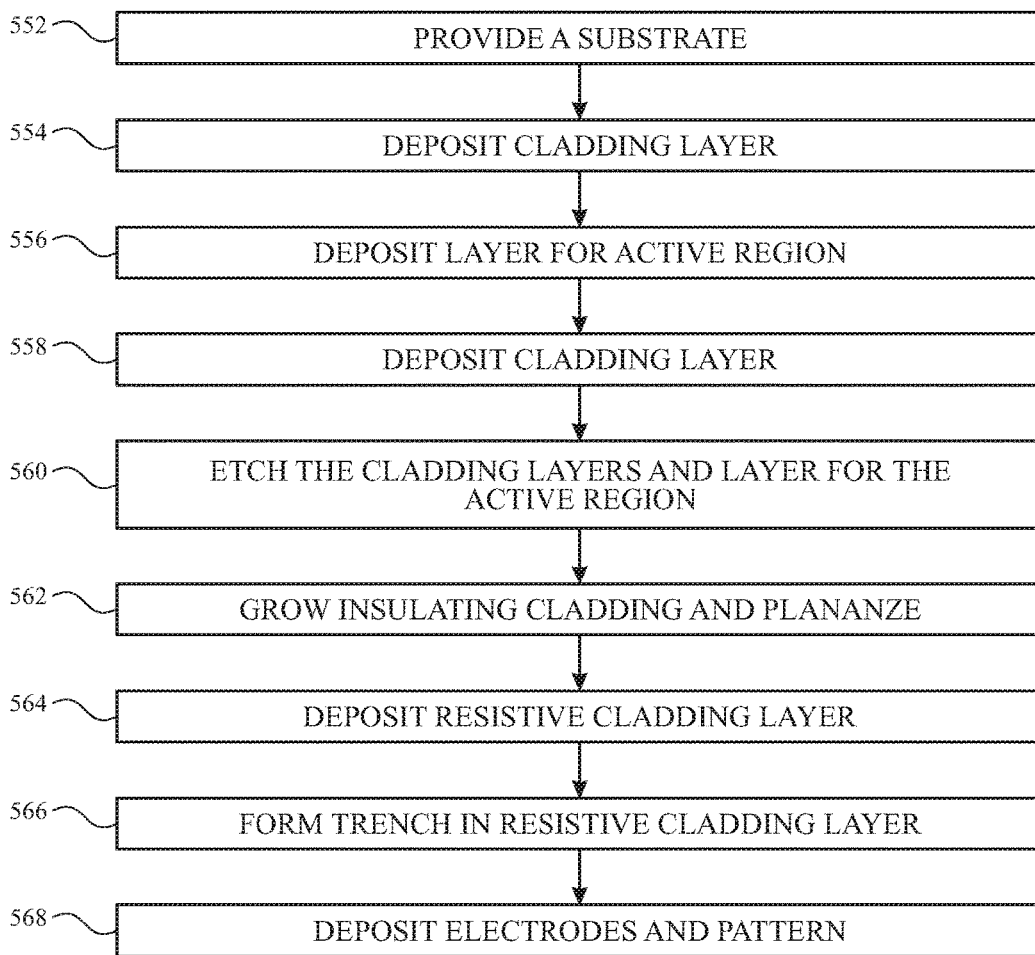 552
PROVIDE A SUBSTRATE
554
DEPOSIT CLADDING LAYER
556
DEPOSIT LAYER FOR ACTIVE REGION
558
DEPOSIT CLADDING LAYER
560
ETCH THE CLADDING LAYERS AND LAYER FOR THE
ACTIVE REGION
562
GROW INSULATING CLADDING AND PLANANZE
564
DEPOSIT RESISTIVE CLADDING LAYER
566
FORM TRENCH IN RESISTIVE CLADDING LAYER
568
DEPOSIT ELECTRODES AND PATTERN